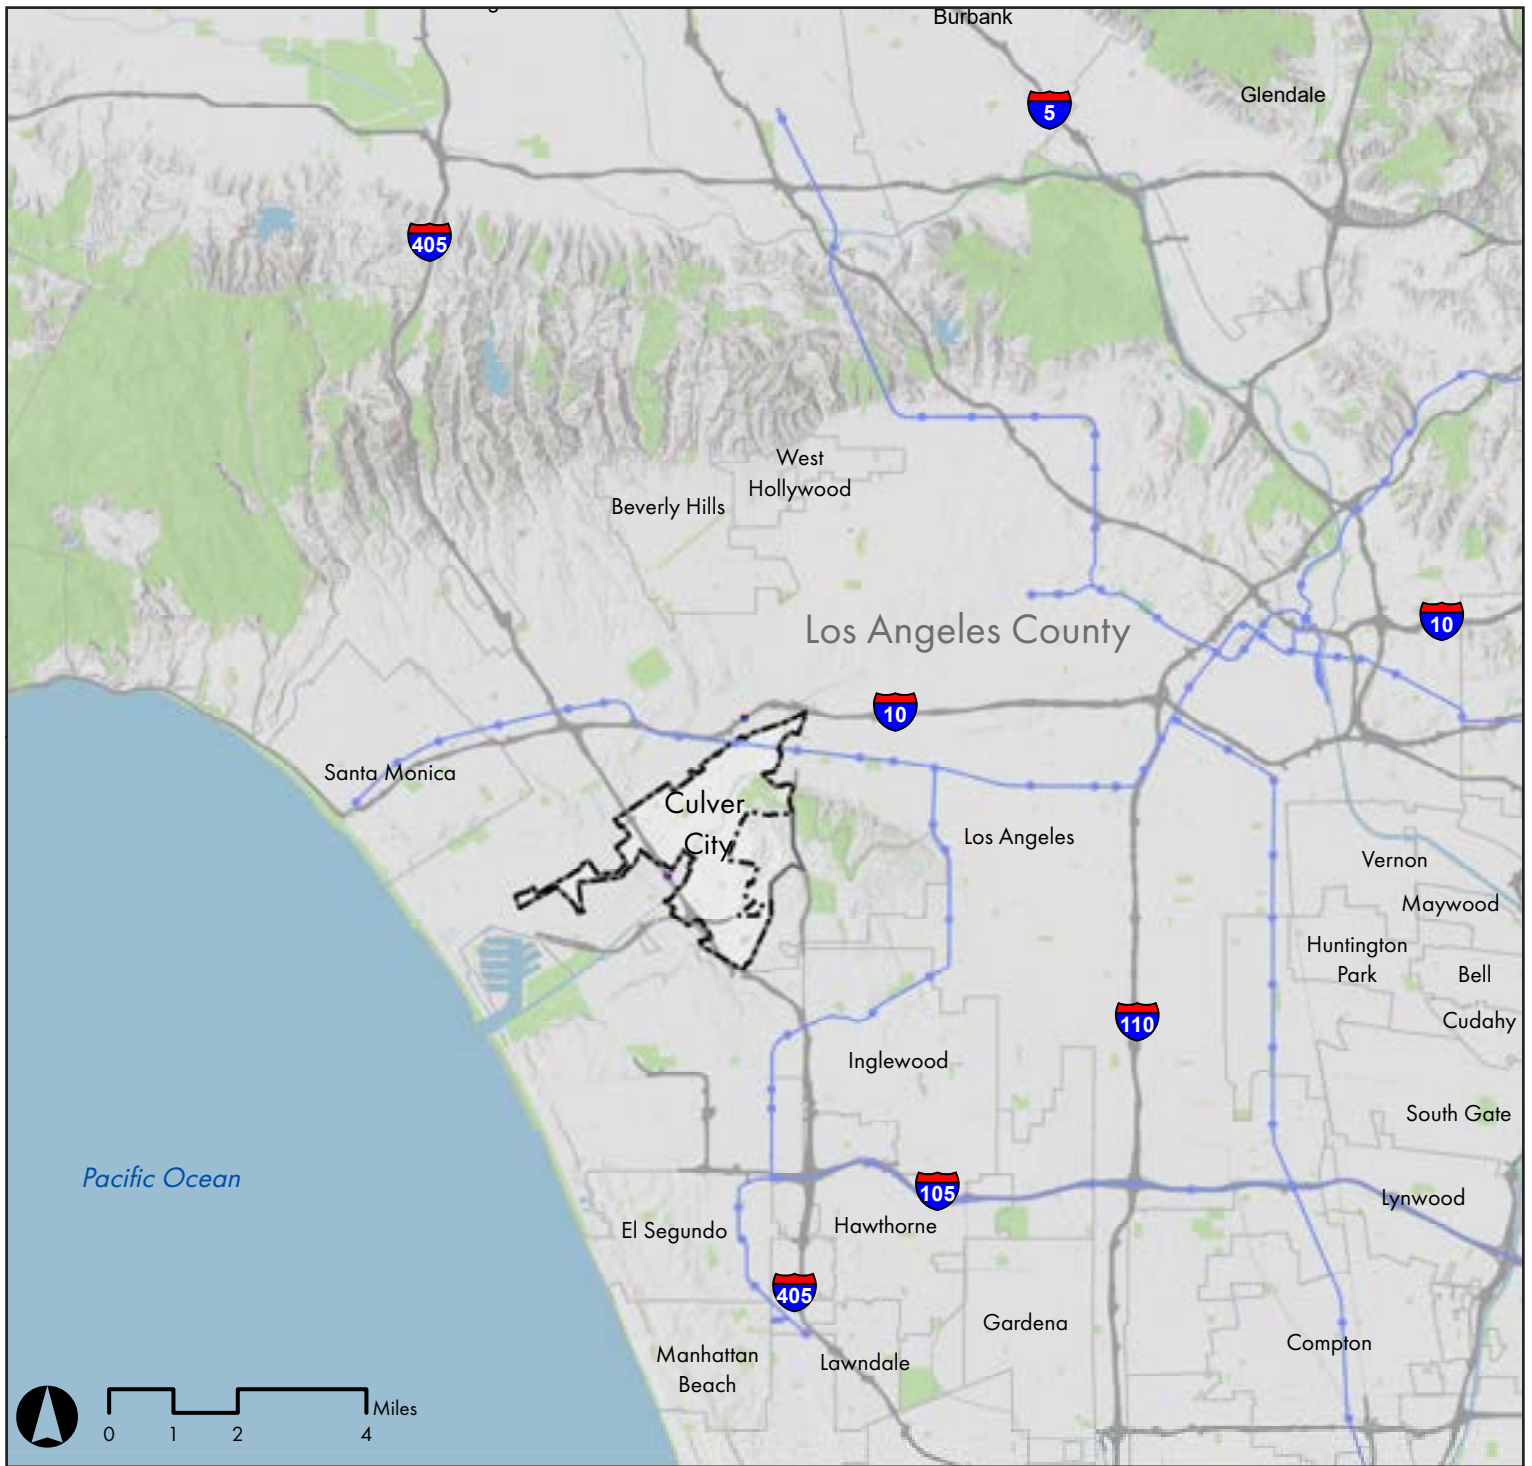 Burbank
Glendale
5
405
West
Hollywood
Beverly Hills
Los Angeles County
10
10
Santa Monica
Culver
City
Los Angeles
Vernon
Maywood
Huntington
Park
Bell
Cudahy
110
Inglewood
South Gate
Pacific Ocean
105
Lynwood
El Segundo
Hawthorne
405
Gardena
Compton
Manhattan
Beach
Lawndale
Miles
0 1 2 4